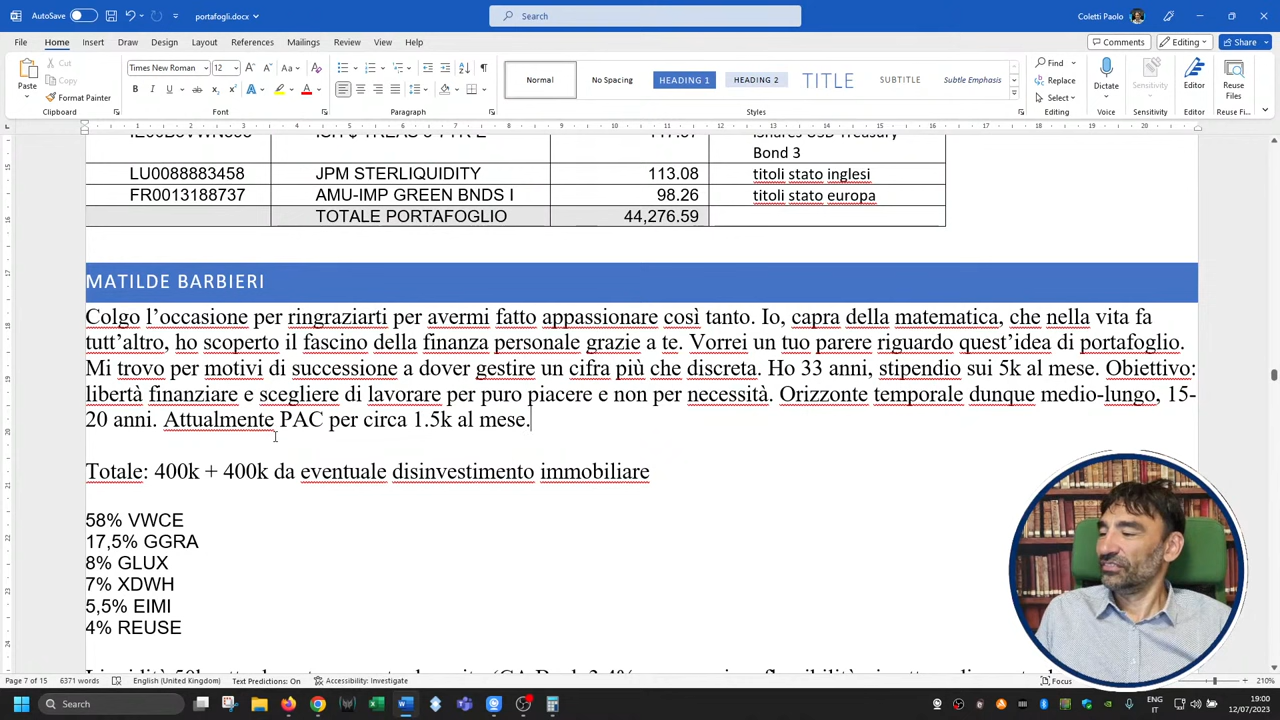 AutoSave
portafogli.docx
Search
Coletti Paolo
File Home Insert Draw Design Layout References Mailings Review View Help
Comments Editing Share
Paste
Cut
Copy
Format Painter
Clipboard
Times New Roman 12
Font
Paragraph
Normal
No Spacing
HEADING 1
HEADING 2
TITLE
SUBTITLE
Subtle Emphasis
Styles
Find
Replace
Select
Editing
Dictate
Voice
Sensitivity
Sensitivity
Editor
Editor
Reuse Files
Reuse Files
Bond 3
LU0088883458 JPM STERLIQUIDITY 113.08 titoli stato inglesi
FR0013188737 AMU-IMP GREEN BNDS I 98.26 titoli stato europa
TOTALE PORTAFOGLIO 44,276.59
MATILDE BARBIERI
Colgo l’occasione per ringraziarti per avermi fatto appassionare così tanto. Io, capra della matematica, che nella vita fa
tutt’altro, ho scoperto il fascino della finanza personale grazie a te. Vorrei un tuo parere riguardo quest’idea di portafoglio.
Mi trovo per motivi di successione a dover gestire un cifra più che discreta. Ho 33 anni, stipendio sui 5k al mese. Obiettivo:
libertà finanziare e scegliere di lavorare per puro piacere e non per necessità. Orizzonte temporale dunque medio-lungo, 15-
20 anni. Attualmente PAC per circa 1.5k al mese.
Totale: 400k + 400k da eventuale disinvestimento immobiliare
58% VWCE
17,5% GGRA
8% GLUX
7% XDWH
5,5% EIMI
4% REUSE
Page 7 of 15 6371 words English (United Kingdom) Text Predictions: On Accessibility: Investigate Focus 210%
Search
ENG
IT
19:00
12/07/2023